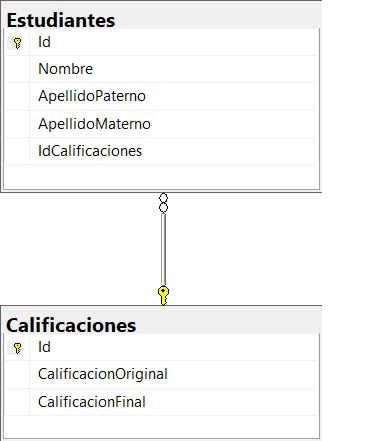 Estudiantes
Id
Nombre
ApellidoPaterno
ApellidoMaterno
IdCalificaciones
Calificaciones
Id
CalificacionOriginal
CalificacionFinal